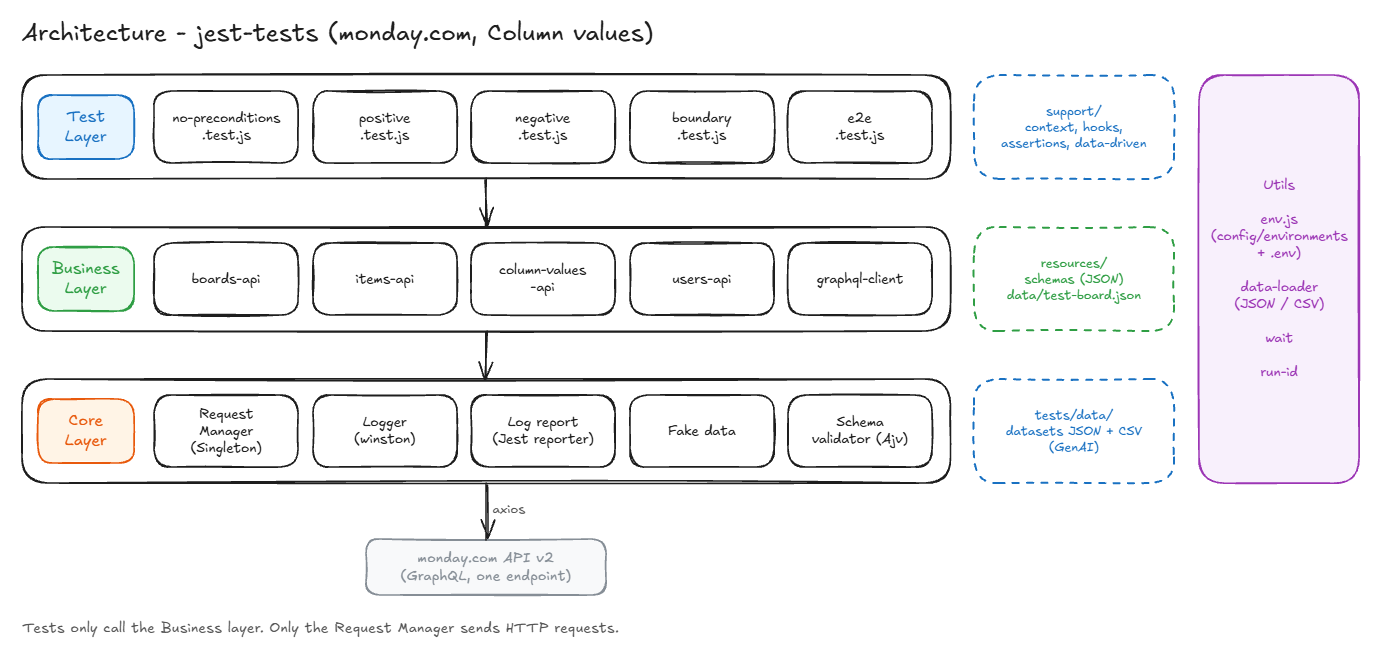 Architecture - jest-tests (monday.com, Column values)
Test
Layer
no-preconditions
.test.js
positive
.test.js
negative
.test.js
boundary
.test.js
e2e
.test.js
support/
context, hooks,
assertions, data-driven
Business
Layer
boards-api
items-api
column-values
-api
users-api
graphql-client
resources/
schemas (JSON)
data/test-board.json
Core
Layer
Request
Manager
(Singleton)
Logger
(winston)
Log report
(Jest reporter)
Fake data
Schema
validator (Ajv)
tests/data/
datasets JSON + CSV
(GenAI)
Utils
env.js
(config/environments
+ .env)
data-loader
(JSON / CSV)
wait
run-id
axios
monday.com API v2
(GraphQL, one endpoint)
Tests only call the Business layer. Only the Request Manager sends HTTP requests.